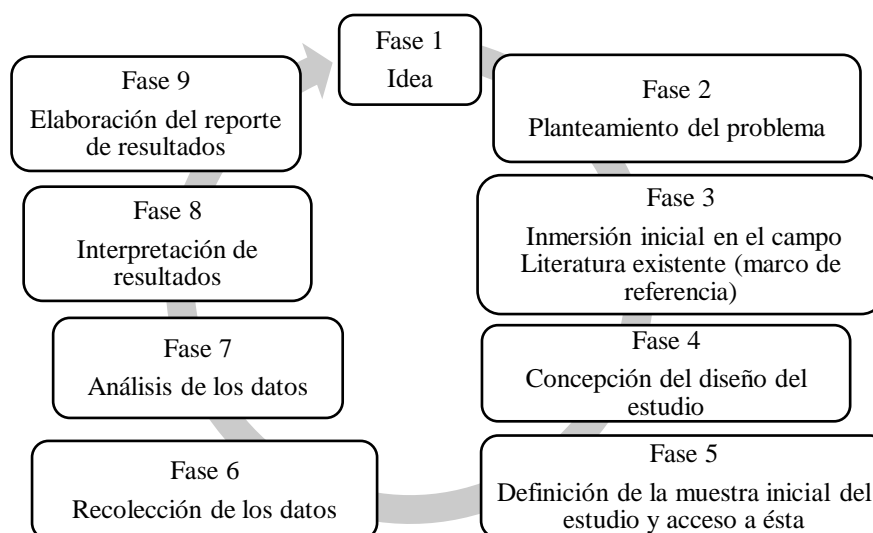 Fase 1
Idea
Fase 2
Planteamiento del problema
Fase 3
Inmersión inicial en el campo
Literatura existente (marco de
referencia)
Fase 4
Concepción del diseño del
estudio
Fase 5
Definición de la muestra inicial del
estudio y acceso a ésta
Fase 6
Recolección de los datos
Fase 7
Análisis de los datos
Fase 8
Interpretación de
resultados
Fase 9
Elaboración del reporte
de resultados